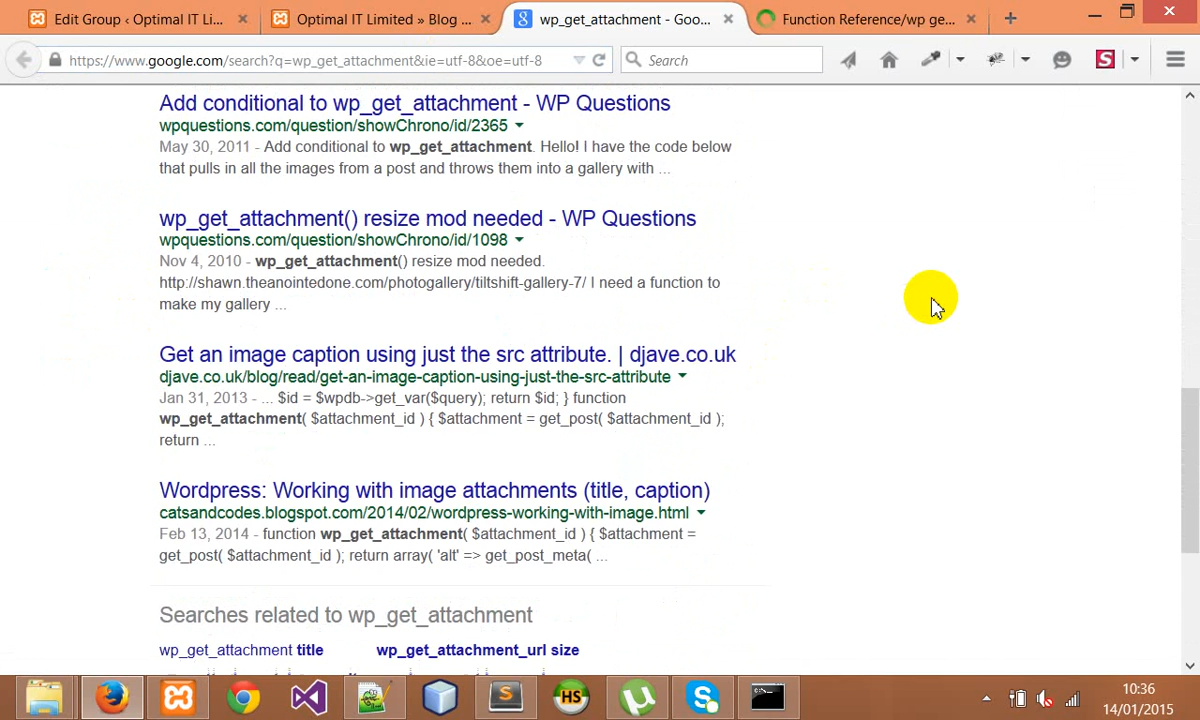 Edit Group ‹ Optimal IT Li...
Optimal IT Limited » Blog ...
wp_get_attachment - Goo...
Function Reference/wp ge...
https://www.google.com/search?q=wp_get_attachment&ie=utf-8&oe=utf-8
Search
Add conditional to wp_get_attachment - WP Questions
wpquestions.com/question/showChrono/id/2365
May 30, 2011 - Add conditional to wp_get_attachment. Hello! I have the code below
that pulls in all the images from a post and throws them into a gallery with ...
wp_get_attachment() resize mod needed - WP Questions
wpquestions.com/question/showChrono/id/1098
Nov 4, 2010 - wp_get_attachment() resize mod needed.
http://shawn.theanointedone.com/photogallery/tiltshift-gallery-7/ I need a function to
make my gallery ...
Get an image caption using just the src attribute. | djave.co.uk
djave.co.uk/blog/read/get-an-image-caption-using-just-the-src-attribute
Jan 31, 2013 - ... $id = $wpdb->get_var($query); return $id; } function
wp_get_attachment( $attachment_id ) { $attachment = get_post( $attachment_id );
return ...
Wordpress: Working with image attachments (title, caption)
catsandcodes.blogspot.com/2014/02/wordpress-working-with-image.html
Feb 13, 2014 - function wp_get_attachment( $attachment_id ) { $attachment =
get_post( $attachment_id ); return array( 'alt' => get_post_meta( ...
Searches related to wp_get_attachment
wp_get_attachment title
wp_get_attachment_url size
HS
10:36
14/01/2015